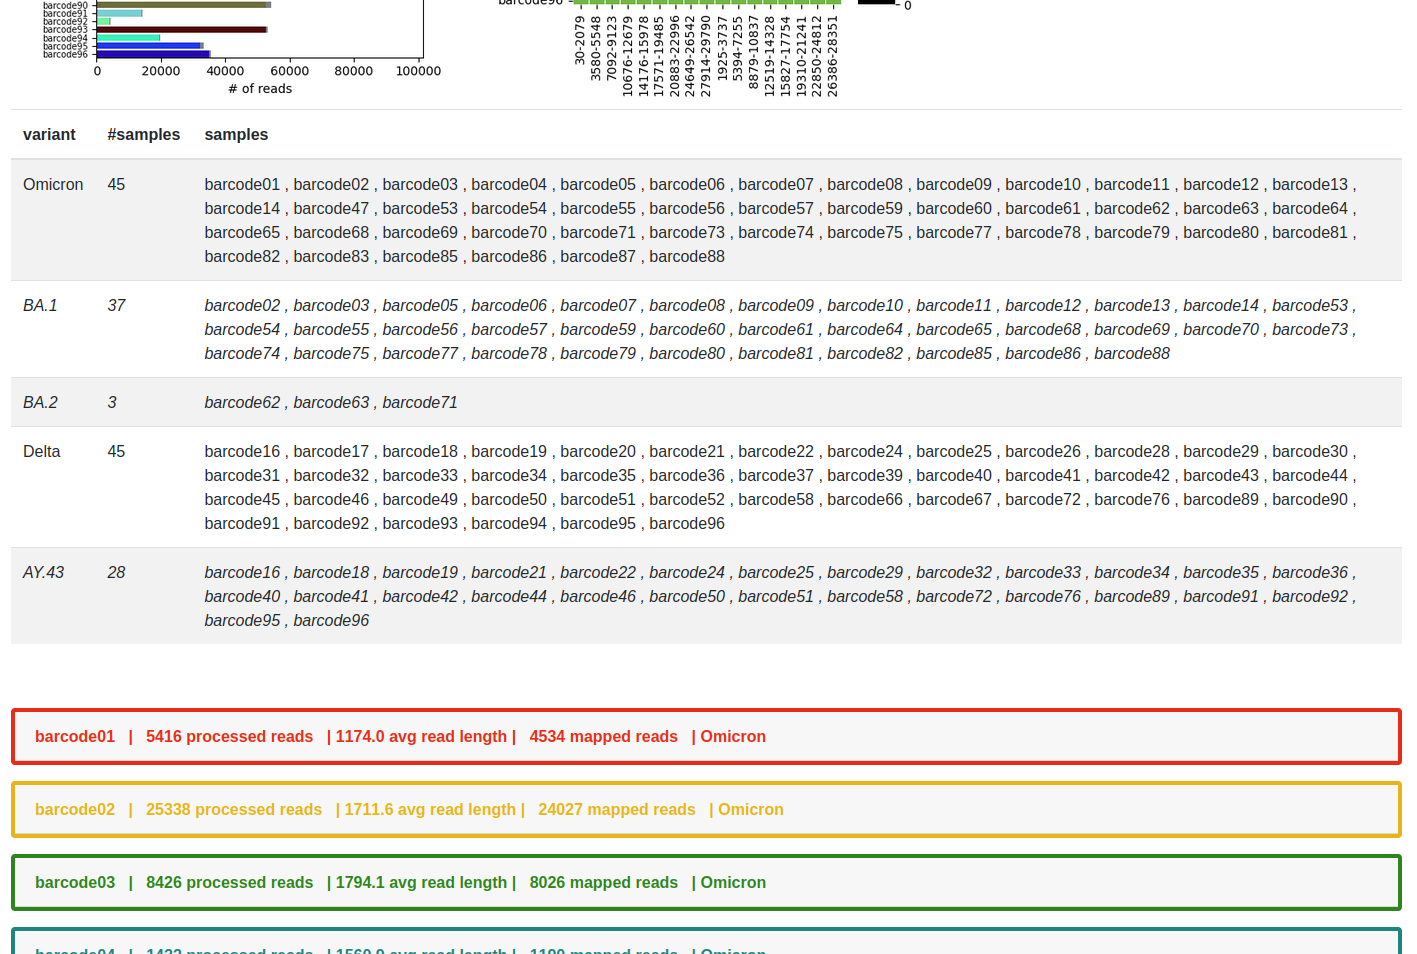 barcode90
barcode91
barcode92
barcode93
barcode94
barcode95
barcode96
0 20000 40000 60000 80000 100000
# of reads
barcode96
0
30-2079
3580-5548
7092-9123
10676-12679
14176-15978
17571-19485
20883-22996
24649-26542
27914-29790
1925-3737
5394-7255
8879-10837
12519-14328
15827-17754
19310-21241
22850-24812
26386-28351
variant #samples samples
Omicron 45 barcode01 , barcode02 , barcode03 , barcode04 , barcode05 , barcode06 , barcode07 , barcode08 , barcode09 , barcode10 , barcode11 , barcode12 , barcode13 ,
barcode14 , barcode47 , barcode53 , barcode54 , barcode55 , barcode56 , barcode57 , barcode59 , barcode60 , barcode61 , barcode62 , barcode63 , barcode64 ,
barcode65 , barcode68 , barcode69 , barcode70 , barcode71 , barcode73 , barcode74 , barcode75 , barcode77 , barcode78 , barcode79 , barcode80 , barcode81 ,
barcode82 , barcode83 , barcode85 , barcode86 , barcode87 , barcode88
BA.1 37 barcode02 , barcode03 , barcode05 , barcode06 , barcode07 , barcode08 , barcode09 , barcode10 , barcode11 , barcode12 , barcode13 , barcode14 , barcode53 ,
barcode54 , barcode55 , barcode56 , barcode57 , barcode59 , barcode60 , barcode61 , barcode64 , barcode65 , barcode68 , barcode69 , barcode70 , barcode73 ,
barcode74 , barcode75 , barcode77 , barcode78 , barcode79 , barcode80 , barcode81 , barcode82 , barcode85 , barcode86 , barcode88
BA.2 3 barcode62 , barcode63 , barcode71
Delta 45 barcode16 , barcode17 , barcode18 , barcode19 , barcode20 , barcode21 , barcode22 , barcode24 , barcode25 , barcode26 , barcode28 , barcode29 , barcode30 ,
barcode31 , barcode32 , barcode33 , barcode34 , barcode35 , barcode36 , barcode37 , barcode39 , barcode40 , barcode41 , barcode42 , barcode43 , barcode44 ,
barcode45 , barcode46 , barcode49 , barcode50 , barcode51 , barcode52 , barcode58 , barcode66 , barcode67 , barcode72 , barcode76 , barcode89 , barcode90 ,
barcode91 , barcode92 , barcode93 , barcode94 , barcode95 , barcode96
AY.43 28 barcode16 , barcode18 , barcode19 , barcode21 , barcode22 , barcode24 , barcode25 , barcode29 , barcode32 , barcode33 , barcode34 , barcode35 , barcode36 ,
barcode40 , barcode41 , barcode42 , barcode44 , barcode46 , barcode50 , barcode51 , barcode58 , barcode72 , barcode76 , barcode89 , barcode91 , barcode92 ,
barcode95 , barcode96
barcode01 | 5416 processed reads | 1174.0 avg read length | 4534 mapped reads | Omicron
barcode02 | 25338 processed reads | 1711.6 avg read length | 24027 mapped reads | Omicron
barcode03 | 8426 processed reads | 1794.1 avg read length | 8026 mapped reads | Omicron
barcode04 | processed reads | avg read length | mapped reads | Omicron